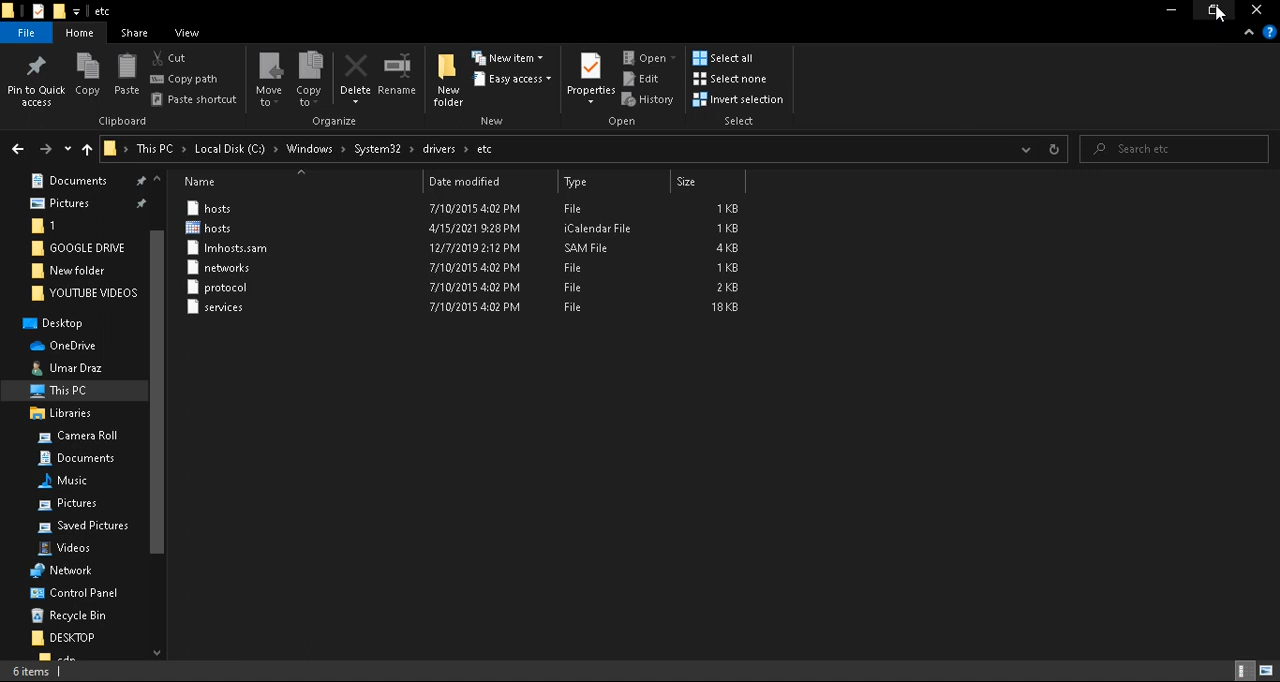 etc
File Home Share View
Pin to Quick access
Copy
Paste
Cut
Copy path
Paste shortcut
Clipboard
Move to
Copy to
Delete
Rename
Organize
New folder
New item
Easy access
New
Properties
Open
Edit
History
Open
Select all
Select none
Invert selection
Select
This PC > Local Disk (C:) > Windows > System32 > drivers > etc
Search etc
Documents
Pictures
1
GOOGLE DRIVE
New folder
YOUTUBE VIDEOS
Desktop
OneDrive
Umar Draz
This PC
Libraries
Camera Roll
Documents
Music
Pictures
Saved Pictures
Videos
Network
Control Panel
Recycle Bin
DESKTOP
Name Date modified Type Size
hosts 7/10/2015 4:02 PM File 1 KB
hosts 4/15/2021 9:28 PM iCalendar File 1 KB
lmhosts.sam 12/7/2019 2:12 PM SAM File 4 KB
networks 7/10/2015 4:02 PM File 1 KB
protocol 7/10/2015 4:02 PM File 2 KB
services 7/10/2015 4:02 PM File 18 KB
6 items